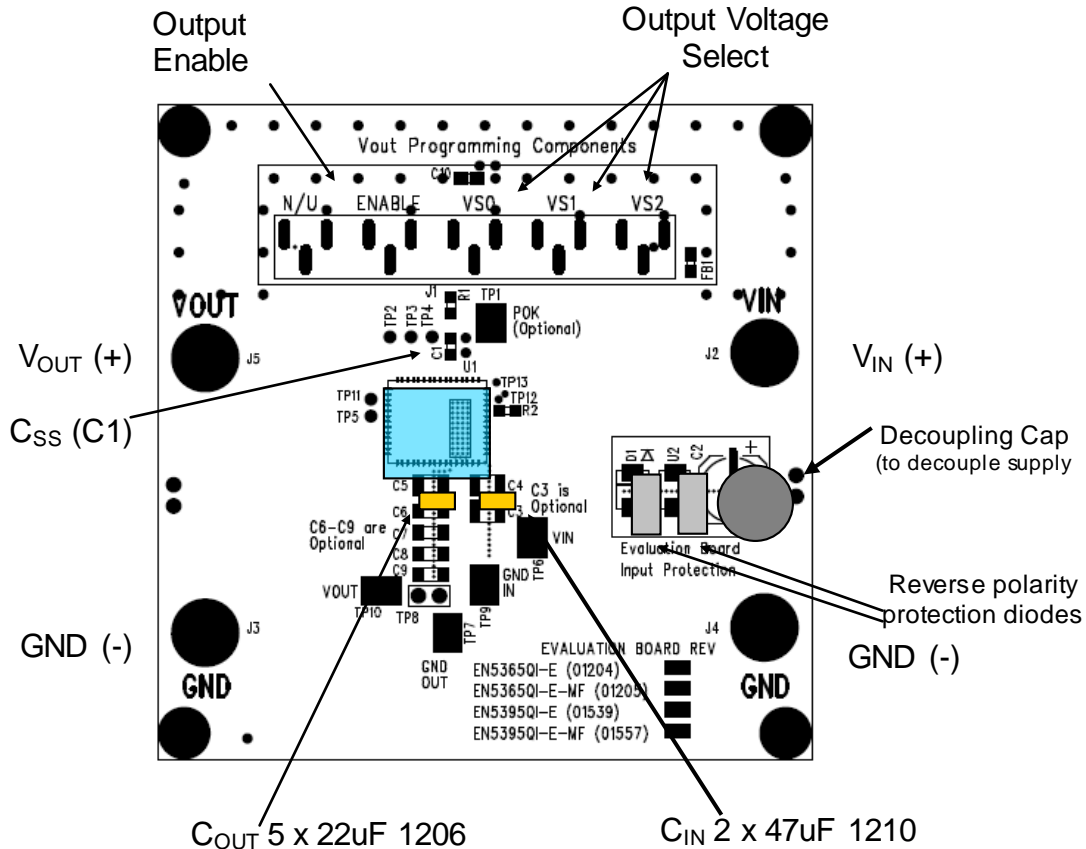 Output
Enable
Output Voltage
Select
Vout Programming Components
C10
N/U ENABLE VS0 VS1 VS2
FB1
J1
R1
TP1
TP2
TP3
TP4
POK
(Optional)
C1
U1
VOUT
VIN
J5
J2
VOUT (+)
VIN (+)
CSS (C1)
TP11
TP5
TP13
TP12
R2
Decoupling Cap
(to decouple supply
D1
U2
C2
+
C5
C6
C7
C8
C9
C4
C3
C3 is
Optional
C6-C9 are
Optional
VIN
TP6
Evaluation Board
Input Protection
VOUT
TP10
TP8
GND
IN
TP9
TP7
GND
OUT
Reverse polarity
protection diodes
GND (-)
J3
J4
GND (-)
GND
GND
EVALUATION BOARD REV
EN5365QI-E (01204)
EN5365QI-E-MF (01205)
EN5395QI-E (01539)
EN5395QI-E-MF (01557)
COUT 5 x 22uF 1206
CIN 2 x 47uF 1210